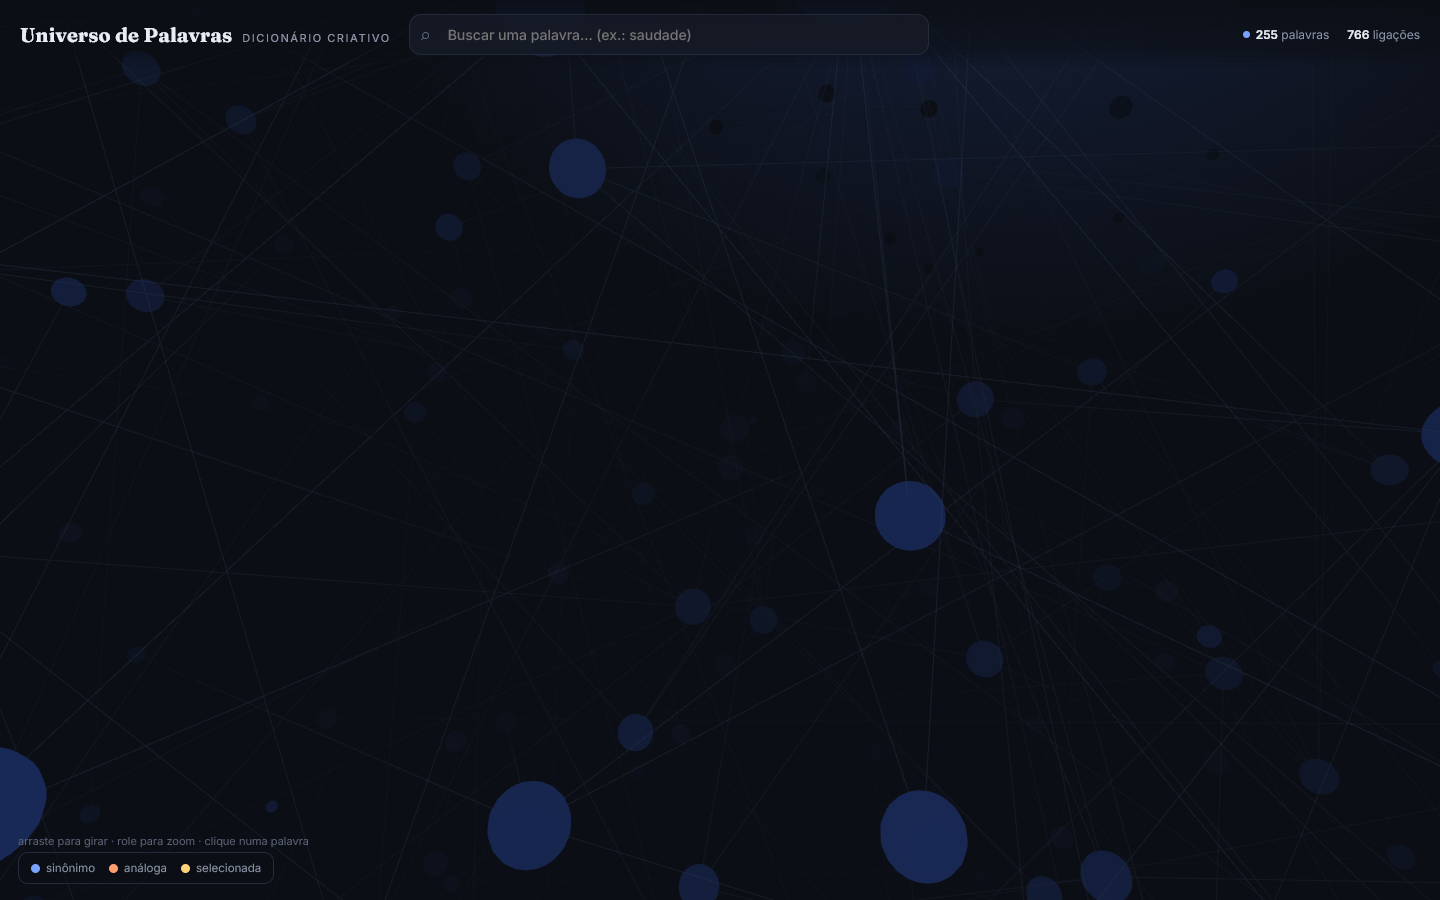 Universo de Palavras DICIONÁRIO CRIATIVO
Buscar uma palavra... (ex.: saudade)
255 palavras 766 ligações
arraste para girar · role para zoom · clique numa palavra
sinônimo análoga selecionada